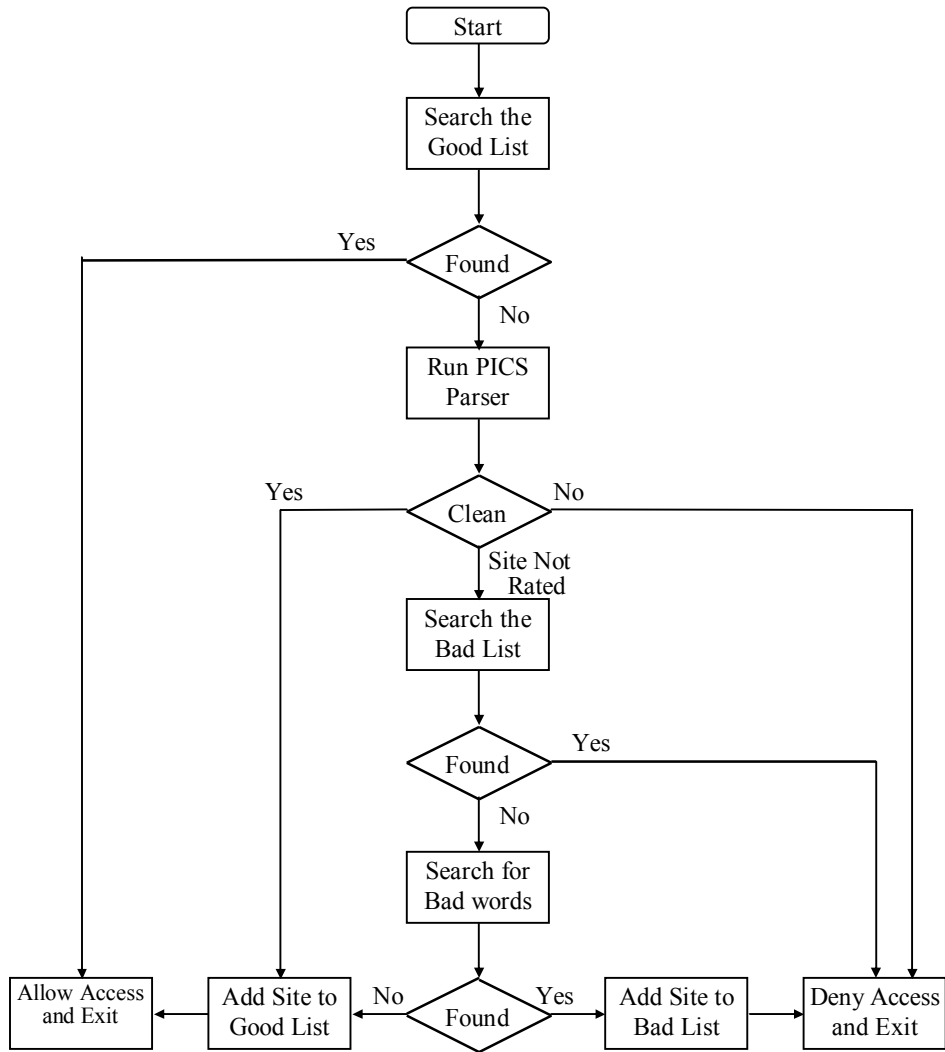 Start
Search the
Good List
Yes
Found
No
Run PICS
Parser
Yes
No
Clean
Site Not
Rated
Search the
Bad List
Yes
Found
No
Search for
Bad words
Allow Access
and Exit
Add Site to
Good List
No
Found
Yes
Add Site to
Bad List
Deny Access
and Exit